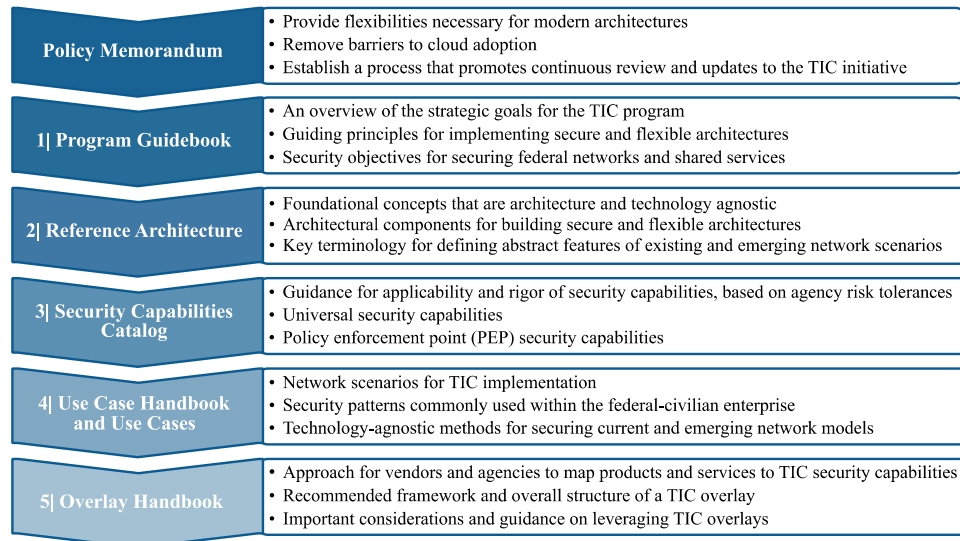 Policy Memorandum
• Provide flexibilities necessary for modern architectures
• Remove barriers to cloud adoption
• Establish a process that promotes continuous review and updates to the TIC initiative
1| Program Guidebook
• An overview of the strategic goals for the TIC program
• Guiding principles for implementing secure and flexible architectures
• Security objectives for securing federal networks and shared services
2| Reference Architecture
• Foundational concepts that are architecture and technology agnostic
• Architectural components for building secure and flexible architectures
• Key terminology for defining abstract features of existing and emerging network scenarios
3| Security Capabilities
Catalog
• Guidance for applicability and rigor of security capabilities, based on agency risk tolerances
• Universal security capabilities
• Policy enforcement point (PEP) security capabilities
4| Use Case Handbook
and Use Cases
• Network scenarios for TIC implementation
• Security patterns commonly used within the federal-civilian enterprise
• Technology-agnostic methods for securing current and emerging network models
5| Overlay Handbook
• Approach for vendors and agencies to map products and services to TIC security capabilities
• Recommended framework and overall structure of a TIC overlay
• Important considerations and guidance on leveraging TIC overlays